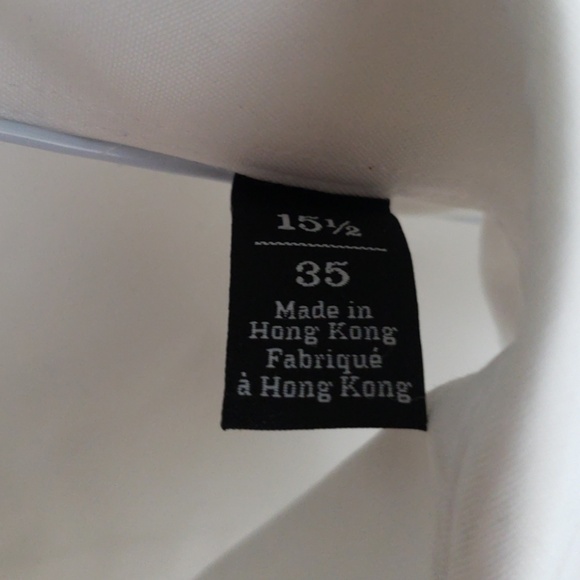 15½
35
Made in
Hong Kong
Fabriqué
à Hong Kong